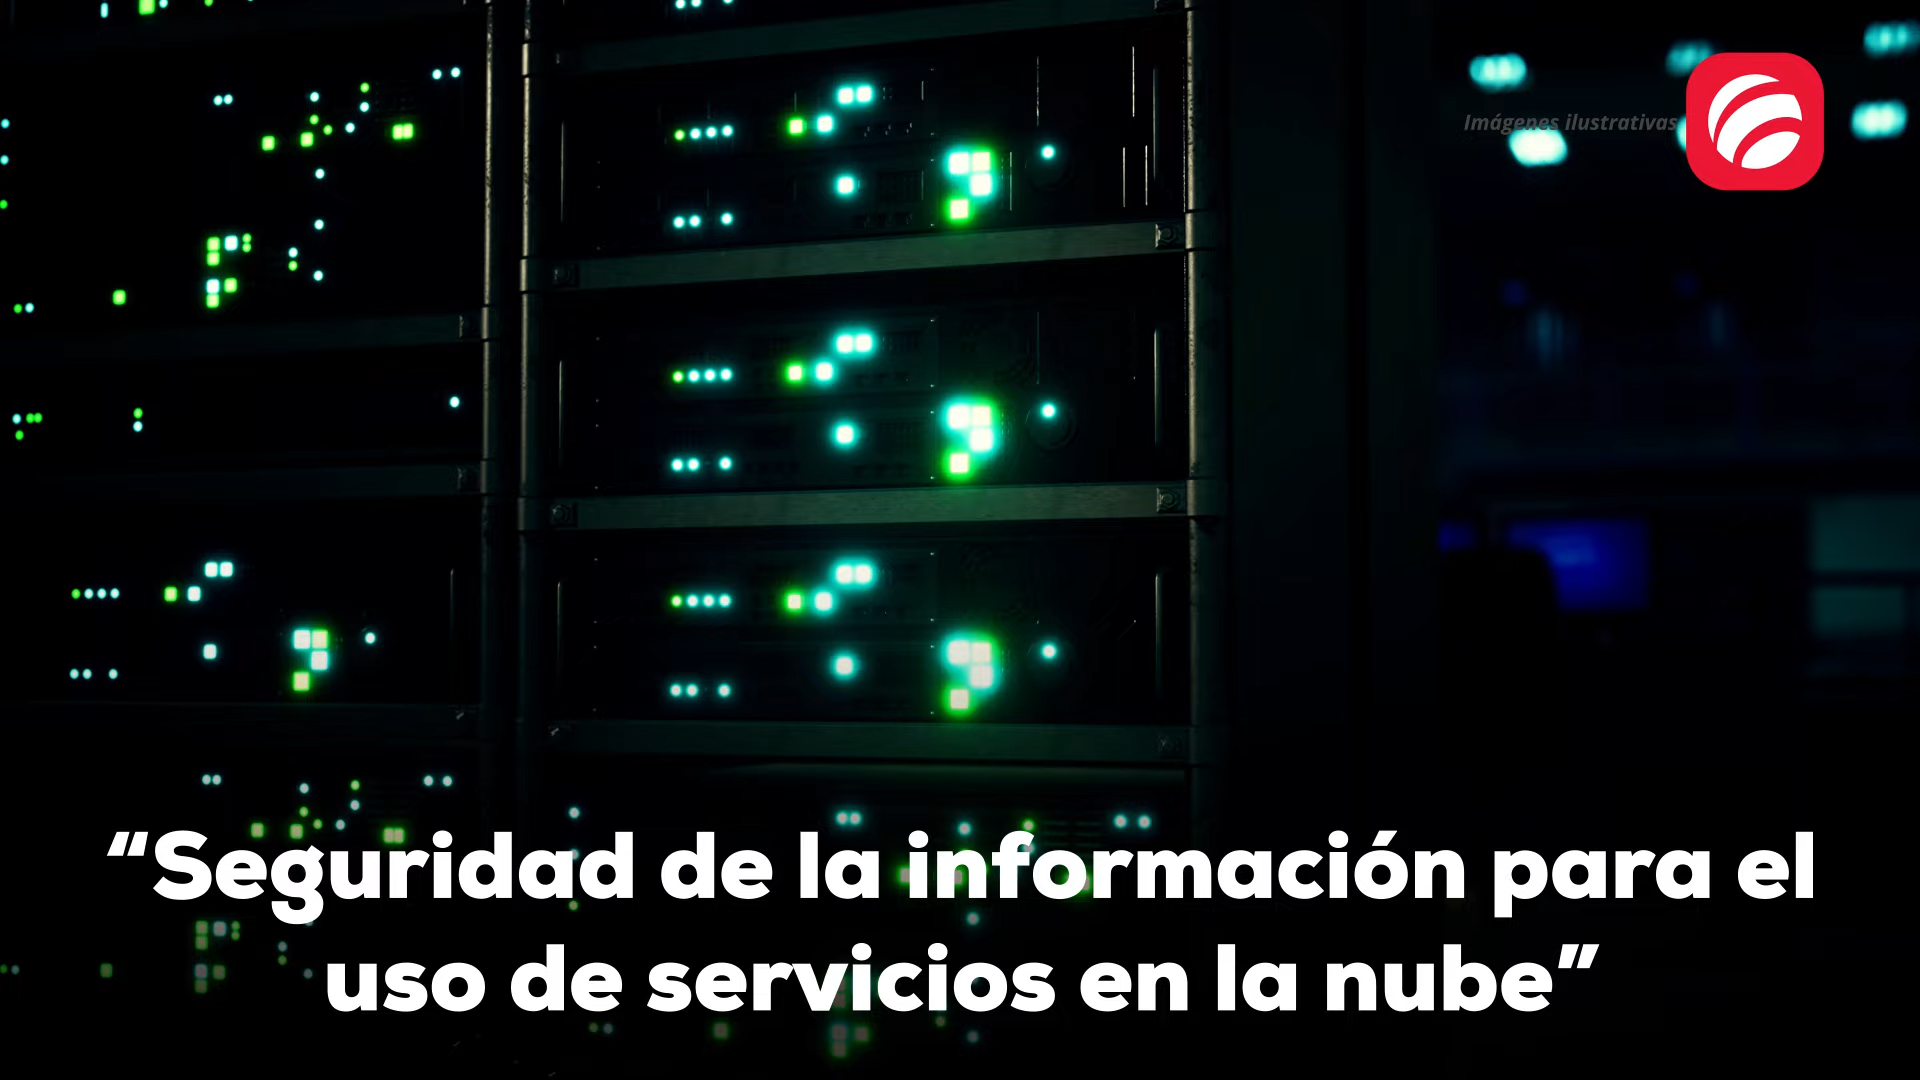 Imágenes ilustrativas
“Seguridad de la información para el
uso de servicios en la nube”